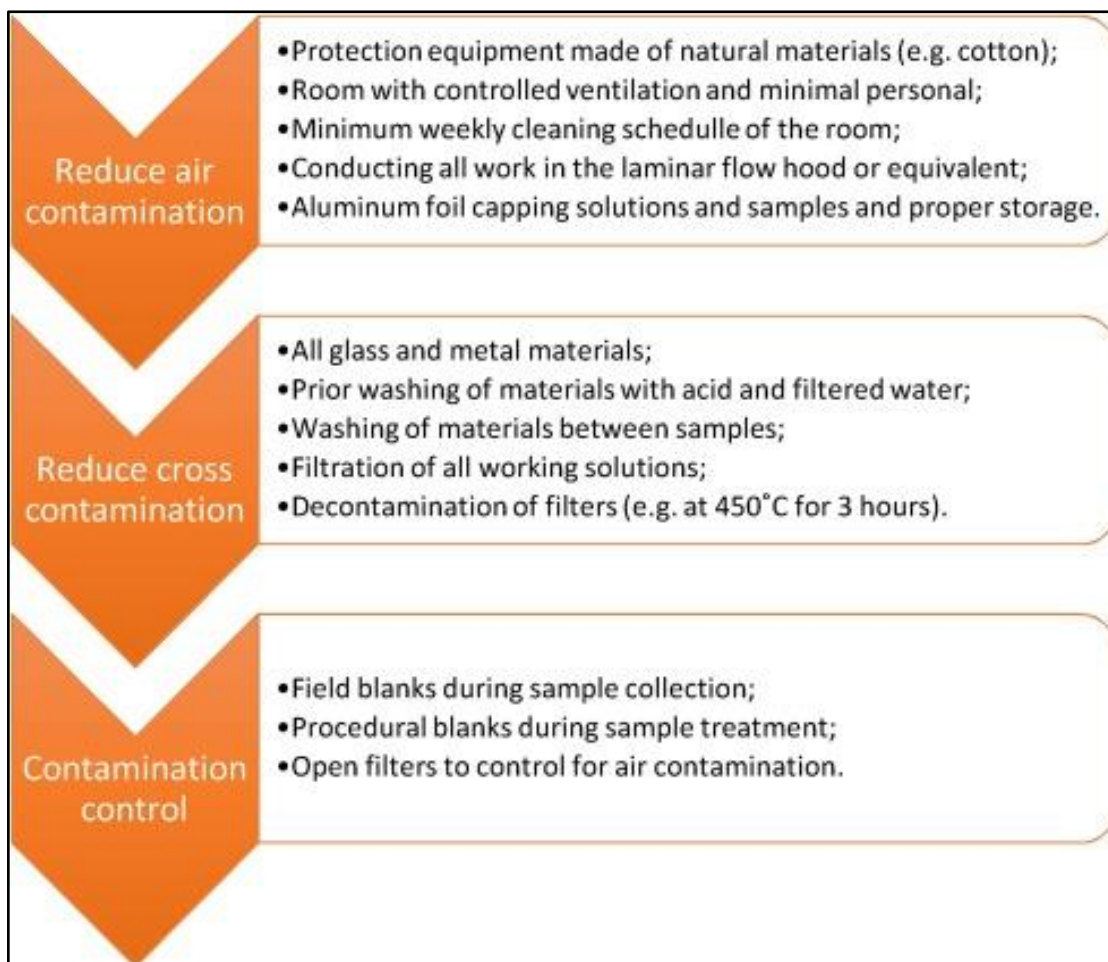 Reduce air
contamination
•Protection equipment made of natural materials (e.g. cotton);
•Room with controlled ventilation and minimal personal;
•Minimum weekly cleaning schedulle of the room;
•Conducting all work in the laminar flow hood or equivalent;
•Aluminum foil capping solutions and samples and proper storage.
Reduce cross
contamination
•All glass and metal materials;
•Prior washing of materials with acid and filtered water;
•Washing of materials between samples;
•Filtration of all working solutions;
•Decontamination of filters (e.g. at 450˚C for 3 hours).
Contamination
control
•Field blanks during sample collection;
•Procedural blanks during sample treatment;
•Open filters to control for air contamination.